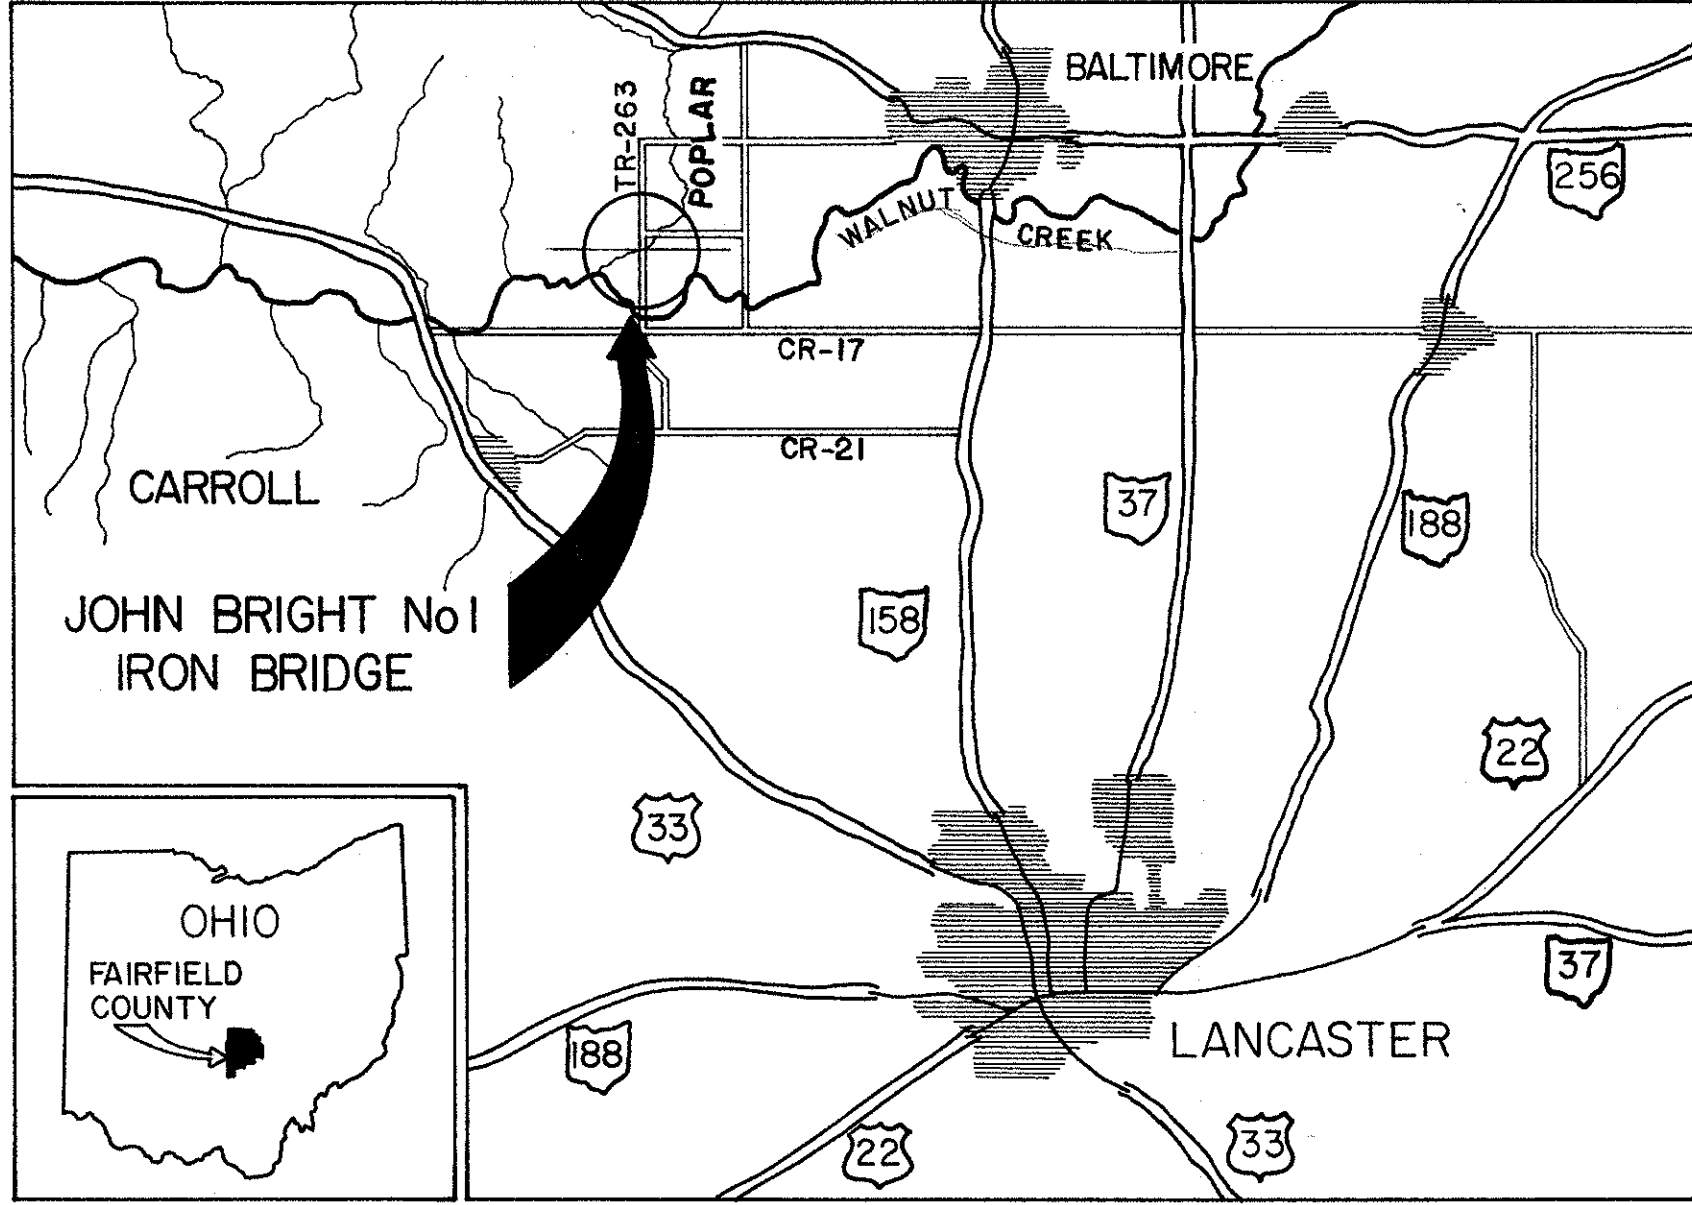 BALTIMORE
TR-263
POPLAR
256
WALNUT CREEK
CR-17
CR-21
CARROLL
37
188
JOHN BRIGHT No1
IRON BRIDGE
158
22
33
OHIO
FAIRFIELD
COUNTY
37
LANCASTER
188
22
33